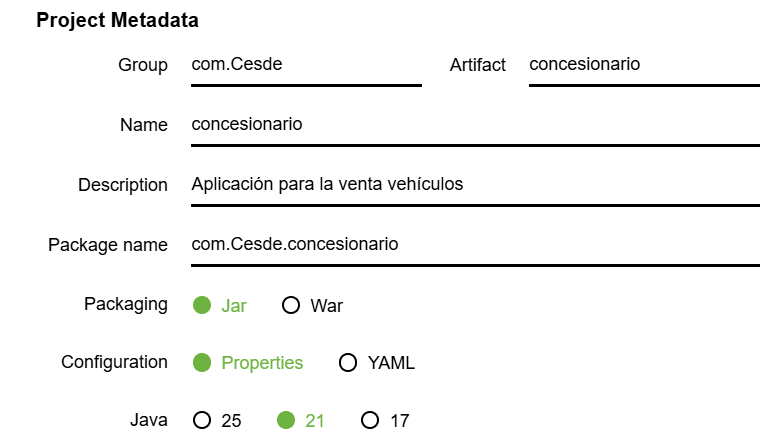 Project Metadata
Group com.Cesde Artifact concesionario
Name concesionario
Description Aplicación para la venta vehículos
Package name com.Cesde.concesionario
Packaging Jar War
Configuration Properties YAML
Java 25 21 17